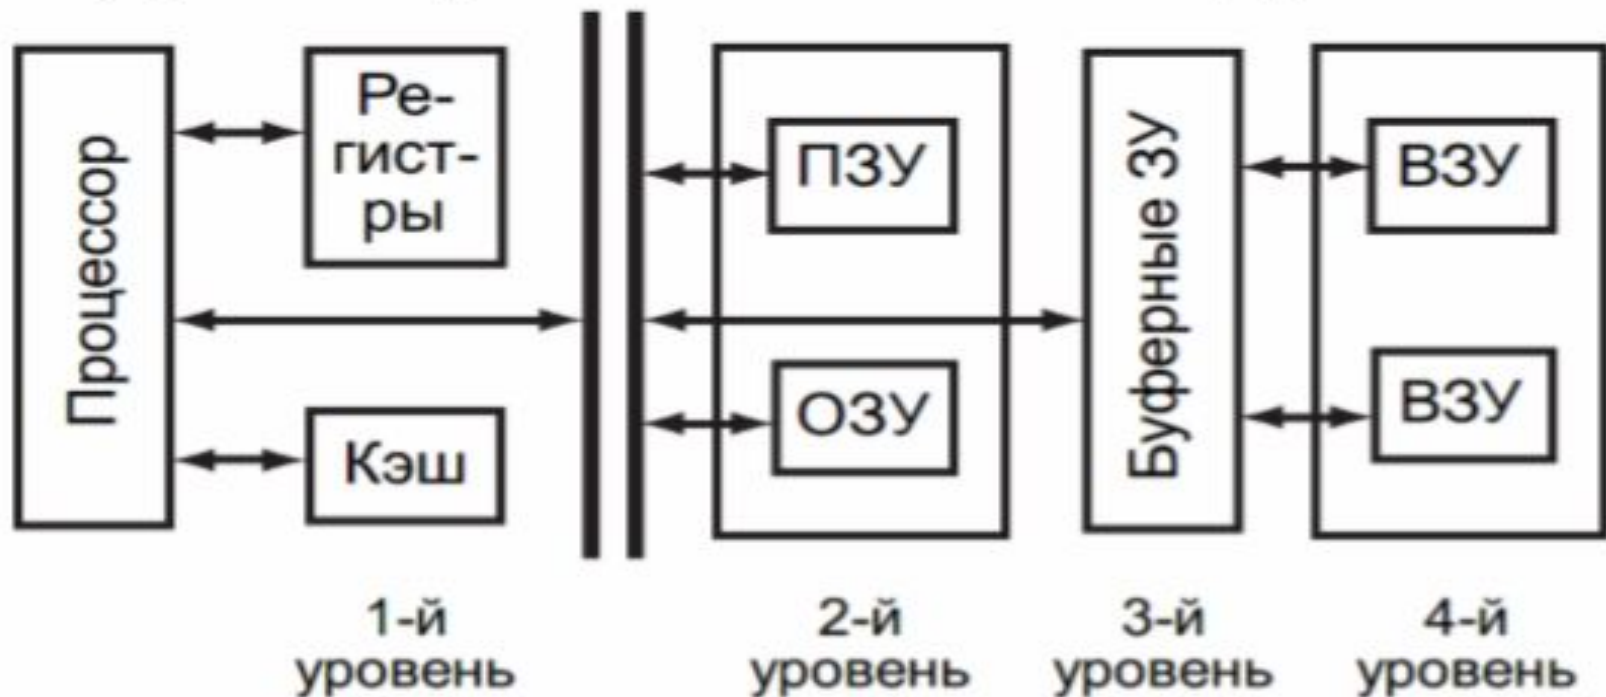 Процессор
Ре-
гист-
ры
Кэш
ПЗУ
ОЗУ
Буферные ЗУ
ВЗУ
ВЗУ
1-й
уровень
2-й
уровень
3-й
уровень
4-й
уровень